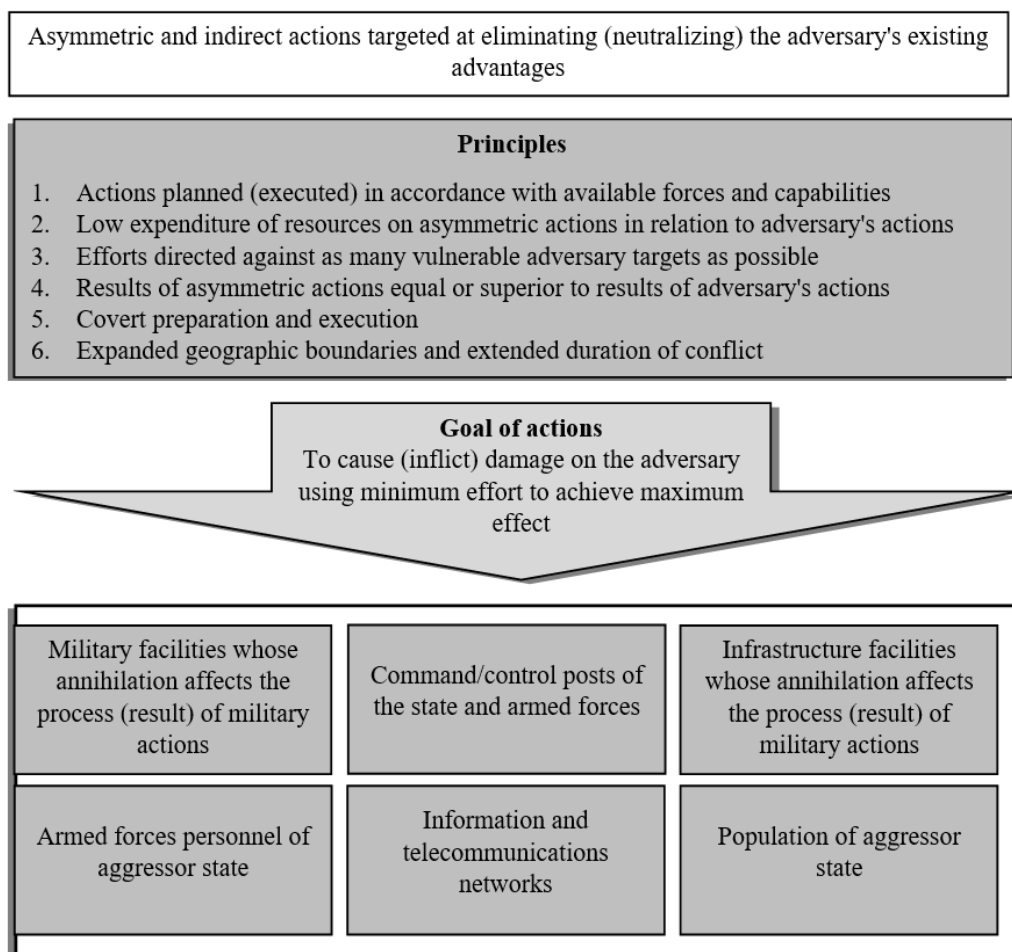 Asymmetric and indirect actions targeted at eliminating (neutralizing) the adversary's existing
advantages
Principles
1. Actions planned (executed) in accordance with available forces and capabilities
2. Low expenditure of resources on asymmetric actions in relation to adversary's actions
3. Efforts directed against as many vulnerable adversary targets as possible
4. Results of asymmetric actions equal or superior to results of adversary's actions
5. Covert preparation and execution
6. Expanded geographic boundaries and extended duration of conflict
Goal of actions
To cause (inflict) damage on the adversary
using minimum effort to achieve maximum
effect
Military facilities whose
annihilation affects the
process (result) of military
actions
Command/control posts of
the state and armed forces
Infrastructure facilities
whose annihilation affects
the process (result) of
military actions
Armed forces personnel of
aggressor state
Information and
telecommunications
networks
Population of aggressor
state